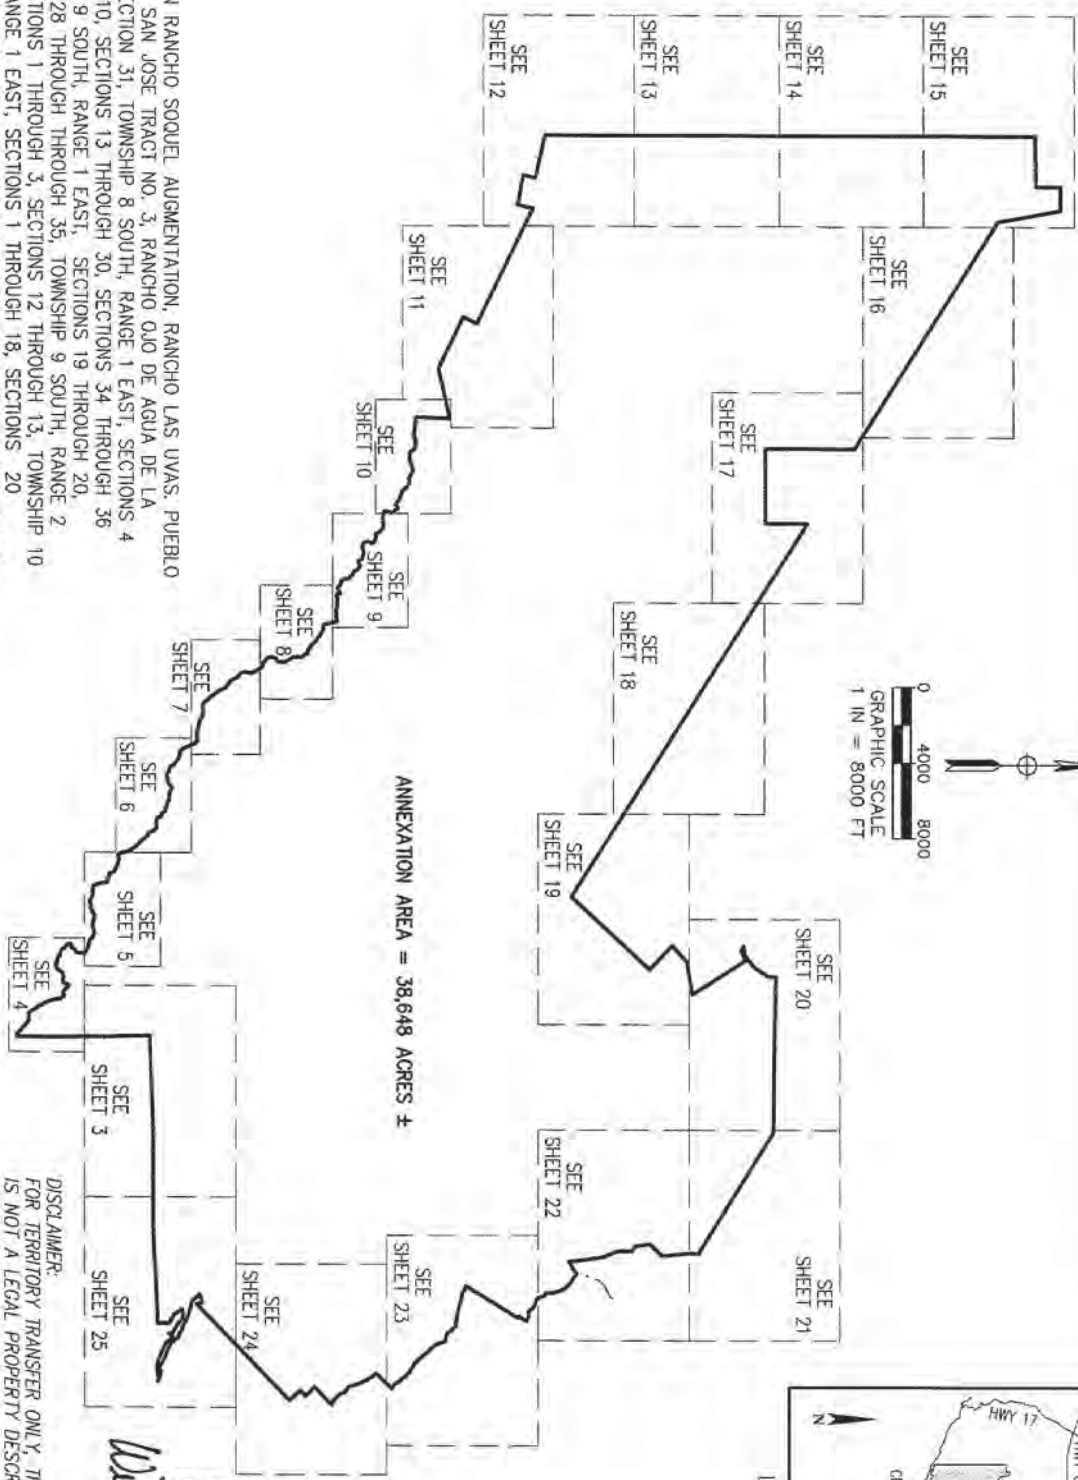 HWY 17
N
0 4000 8000
GRAPHIC SCALE
1 IN = 8000 FT
SEE
SHEET 15
SEE
SHEET 14
SEE
SHEET 13
SEE
SHEET 12
SEE
SHEET 16
SEE
SHEET 17
SEE
SHEET 18
SEE
SHEET 19
SEE
SHEET 20
SEE
SHEET 21
SEE
SHEET 22
SEE
SHEET 11
SEE
SHEET 10
SEE
SHEET 9
SEE
SHEET 8
SEE
SHEET 7
SEE
SHEET 6
SEE
SHEET 5
SEE
SHEET 4
SEE
SHEET 3
SEE
SHEET 23
SEE
SHEET 24
SEE
SHEET 25
ANNEXATION AREA = 38,648 ACRES ±
RANCHO SOQUEL AUGMENTATION, RANCHO LAS UVAS, PUEBLO
SAN JOSE TRACT NO. 3, RANCHO OJO DE AGUA DE LA
SECTION 31, TOWNSHIP 8 SOUTH, RANGE 1 EAST, SECTIONS 4
10, SECTIONS 13 THROUGH 30, SECTIONS 34 THROUGH 36
9 SOUTH, RANGE 1 EAST, SECTIONS 19 THROUGH 20,
28 THROUGH THROUGH 35, TOWNSHIP 9 SOUTH, RANGE 2
TIONS 1 THROUGH 3, SECTIONS 12 THROUGH 13, TOWNSHIP 10
ANGE 1 EAST, SECTIONS 1 THROUGH 18, SECTIONS 20
DISCLAIMER:
FOR TERRITORY TRANSFER ONLY, TH
IS NOT A LEGAL PROPERTY DESCR